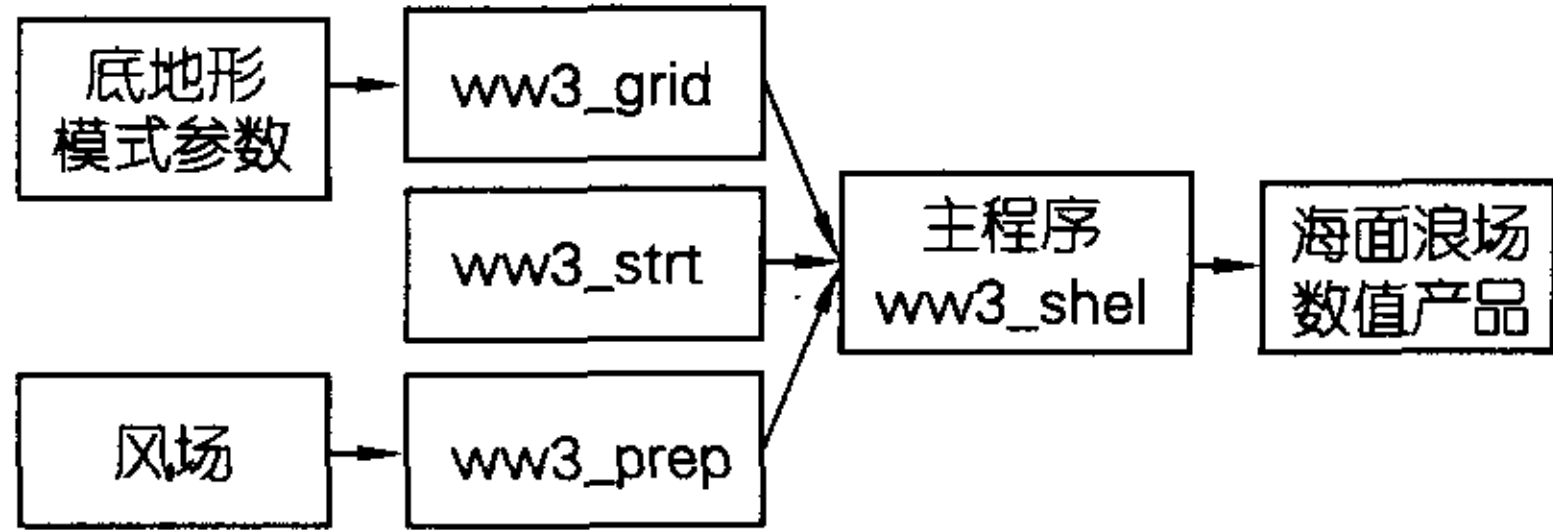 底地形
模式参数
ww3_grid
ww3_strt
风场
ww3_prep
主程序
ww3_shel
海面浪场
数值产品